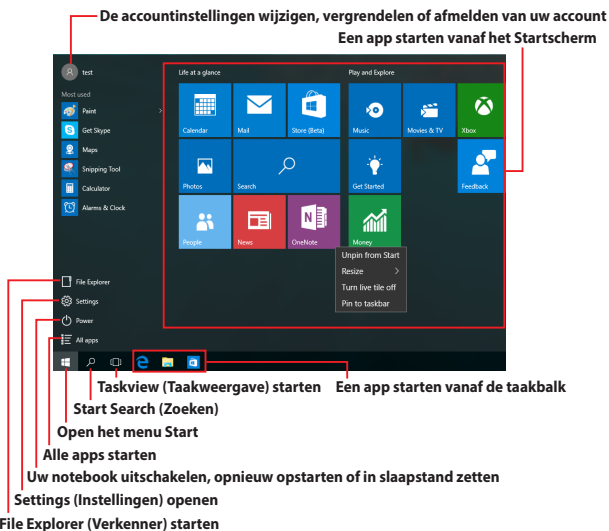 De accountinstellingen wijzigen, vergrendelen of afmelden van uw account
Een app starten vanaf het Startscherm
test
Most used
Paint
Get Skype
Maps
Snipping Tool
Calculator
Alarms & Clock
File Explorer
Settings
Power
All apps
Life at a glance
Play and Explore
Calendar
Mail
Store (Beta)
Music
Movies & TV
Xbox
Photos
Search
Get Started
Feedback
People
News
OneNote
Money
Unpin from Start
Resize
Turn live tile off
Pin to taskbar
Taskview (Taakweergave) starten
Een app starten vanaf de taakbalk
Start Search (Zoeken)
Open het menu Start
Alle apps starten
Uw notebook uitschakelen, opnieuw opstarten of in slaapstand zetten
Settings (Instellingen) openen
File Explorer (Verkenner) starten